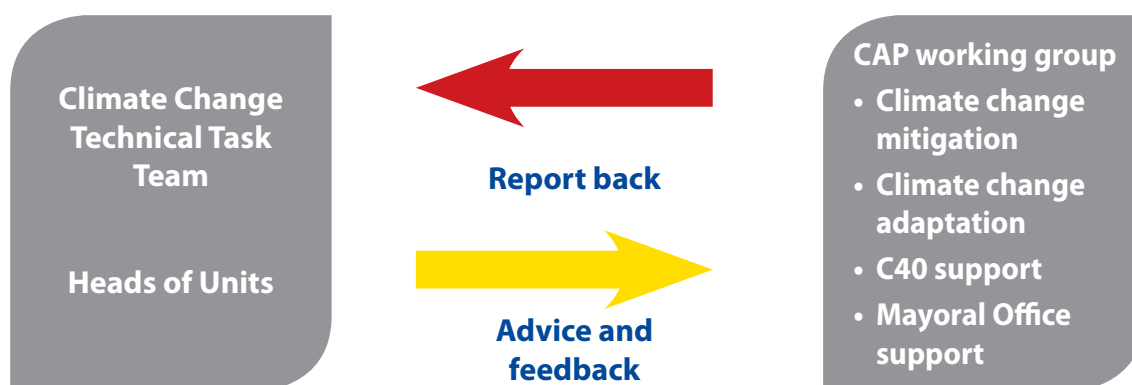 Climate Change
Technical Task
Team
Heads of Units
Report back
Advice and
feedback
CAP working group
• Climate change
mitigation
• Climate change
adaptation
• C40 support
• Mayoral Office
support